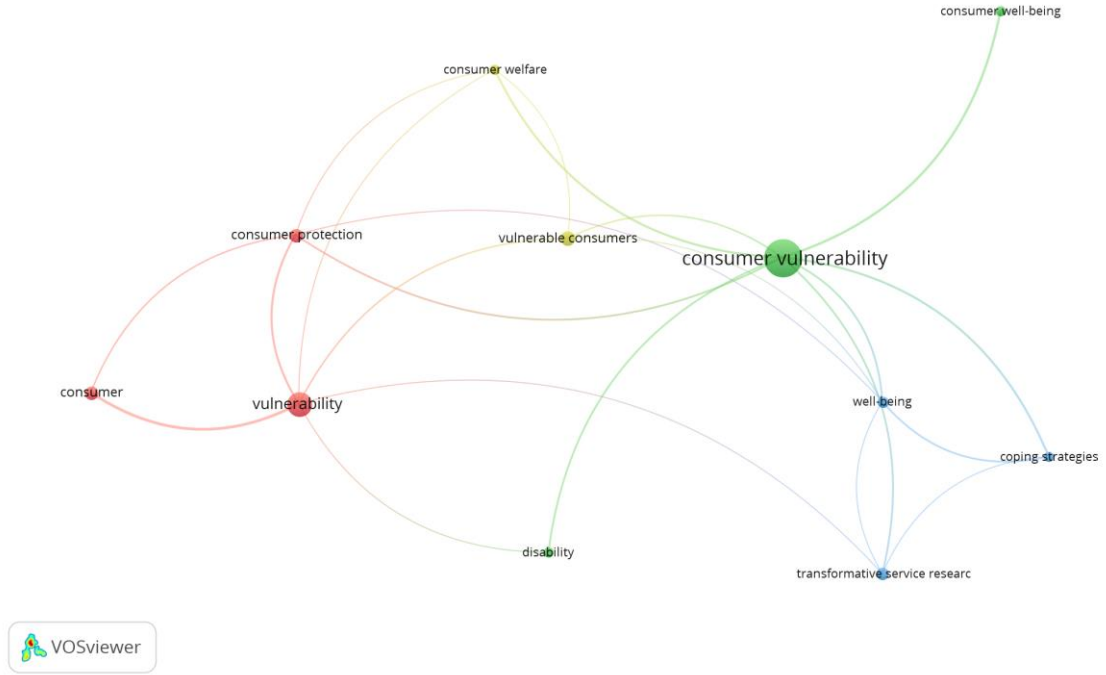 consumer well-being
consumer welfare
consumer protection
vulnerable consumers
consumer vulnerability
consumer
vulnerability
well-being
coping strategies
disability
transformative service researc
VOSviewer